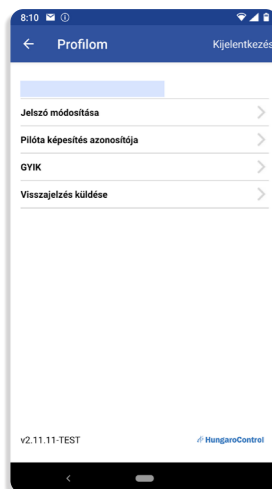 8:10
Profilom
Kijelentkezés
Jelszó módosítása
Pilóta képesítés azonosítója
GYIK
Visszajelzés küldése
v2.11.11-TEST
HungaroControl